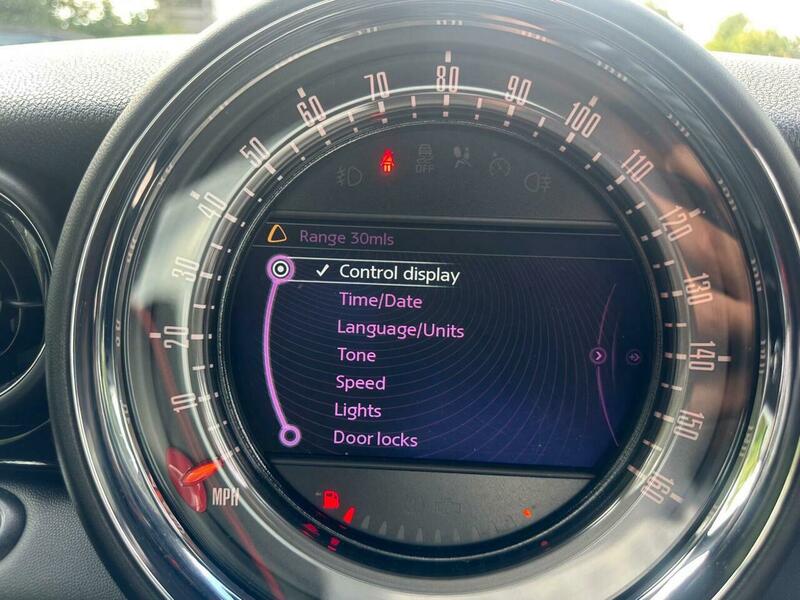 80
70
90
60
100
50
110
40
120
30
130
20
140
10
150
160
MPH
OFF
Range 30mls
Control display
Time/Date
Language/Units
Tone
Speed
Lights
Door locks